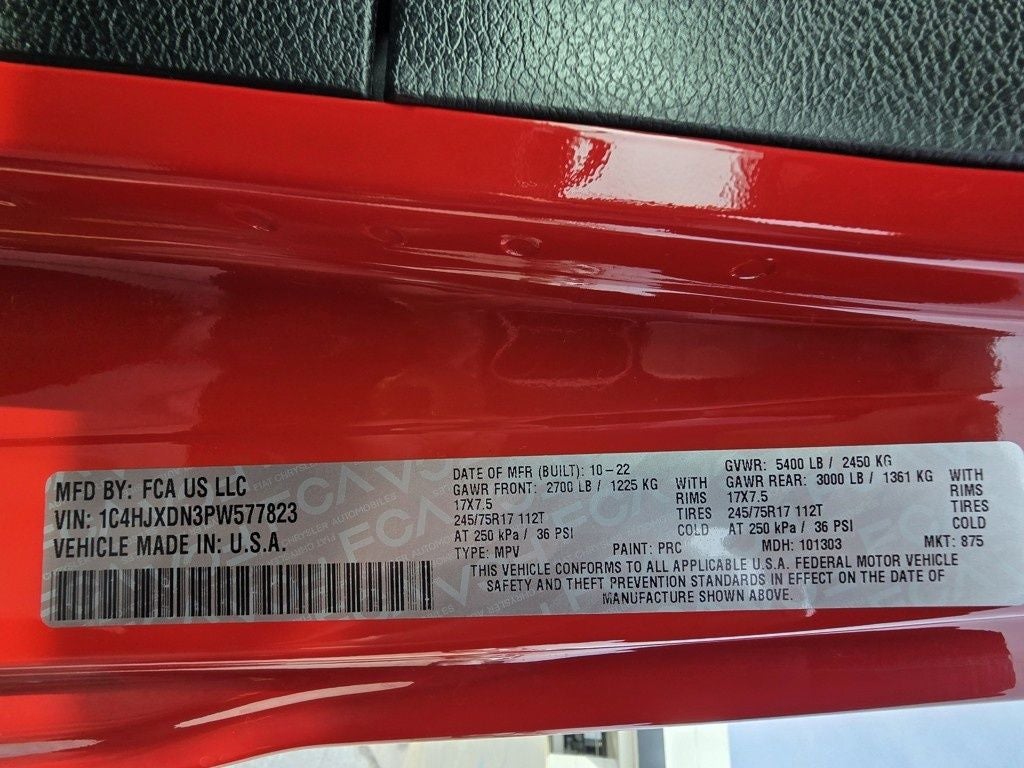 MFD BY: FCA US LLC
VIN: 1C4HJXDN3PW577823
VEHICLE MADE IN: U.S.A.
DATE OF MFR (BUILT): 10-22
GAWR FRONT: 2700 LB / 1225 KG WITH
17X7.5 RIMS
245/75R17 112T TIRES
AT 250 kPa / 36 PSI COLD
GVWR: 5400 LB / 2450 KG
GAWR REAR: 3000 LB / 1361 KG WITH
17X7.5 RIMS
245/75R17 112T TIRES
AT 250 kPa / 36 PSI COLD
TYPE: MPV PAINT: PRC MDH: 101303 MKT: 875
THIS VEHICLE CONFORMS TO ALL APPLICABLE U.S.A. FEDERAL MOTOR VEHICLE
SAFETY AND THEFT PREVENTION STANDARDS IN EFFECT ON THE DATE OF
MANUFACTURE SHOWN ABOVE.